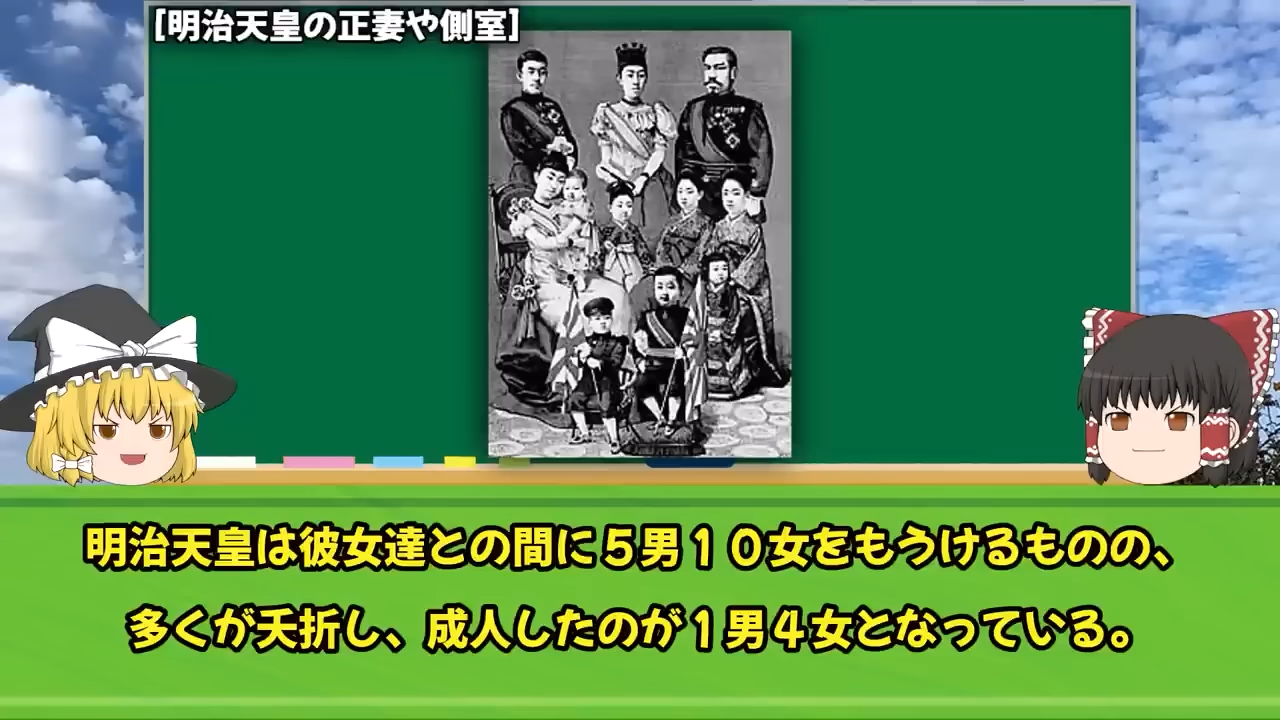 [明治天皇の正妻や側室]
明治天皇は彼女達との間に５男１０女をもうけるものの、
多くが夭折し、成人したのが１男４女となっている。